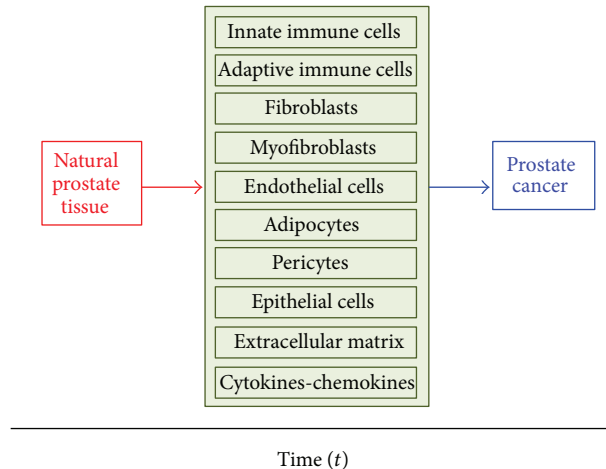 Natural
prostate
tissue
Innate immune cells
Adaptive immune cells
Fibroblasts
Myofibroblasts
Endothelial cells
Adipocytes
Pericytes
Epithelial cells
Extracellular matrix
Cytokines-chemokines
Prostate
cancer
Time (t)